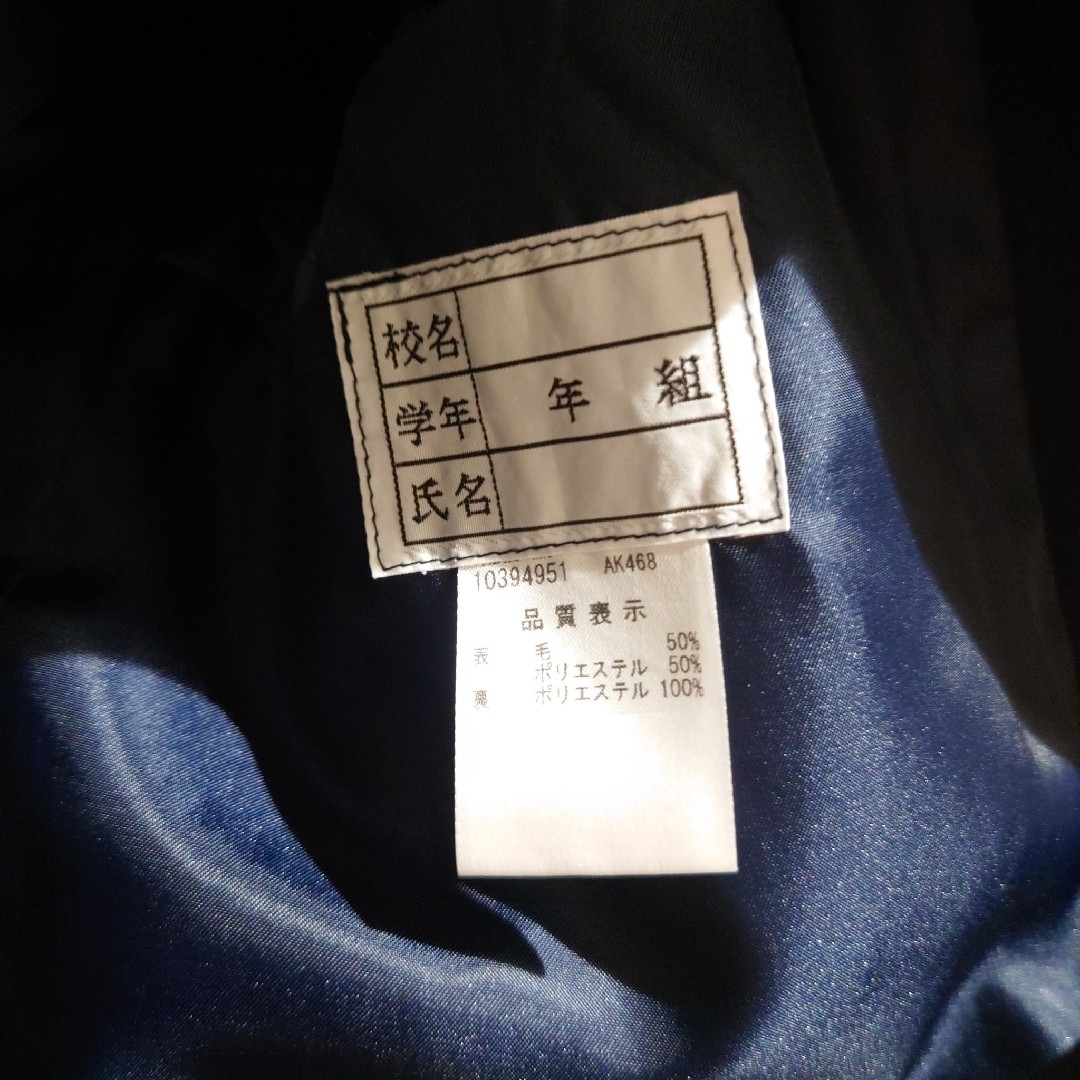 校名
学年 年 組
氏名
10394951 AK468
品質表示
表 毛 50%
ポリエステル 50%
裏 ポリエステル 100%